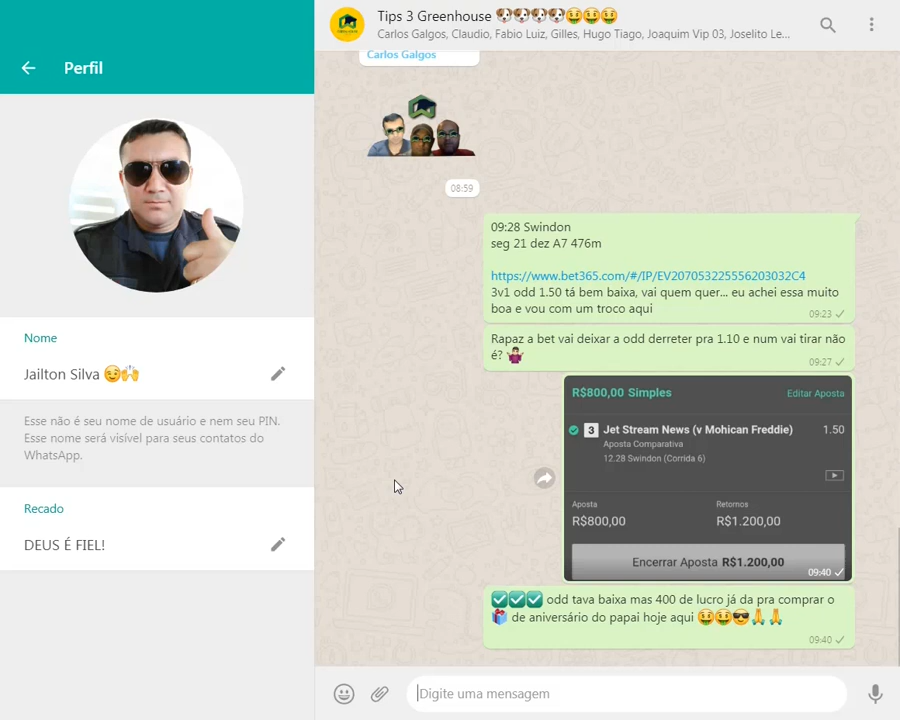 Perfil
Nome
Jailton Silva 😉🙌
Esse não é seu nome de usuário e nem seu PIN.
Esse nome será visível para seus contatos do
WhatsApp.
Recado
DEUS É FIEL!
Tips 3 Greenhouse 🐶🐶🐶🐶🤑🤑🤑
Carlos Galgos, Claudio, Fabio Luiz, Gilles, Hugo Tiago, Joaquim Vip 03, Joselito Le...
Carlos Galgos
08:59
09:28 Swindon
seg 21 dez A7 476m
https://www.bet365.com/#/IP/EV207053225556203032C4
3v1 odd 1.50 tá bem baixa, vai quem quer... eu achei essa muito
boa e vou com um troco aqui
09:23
Rapaz a bet vai deixar a odd derreter pra 1.10 e num vai tirar não
é? 🤷🏽‍♂️
09:27
R$800,00 Simples
Editar Aposta
3 Jet Stream News (v Mohican Freddie) 1.50
Aposta Comparativa
12.28 Swindon (Corrida 6)
Aposta Retornos
R$800,00 R$1.200,00
Encerrar Aposta R$1.200,00
09:40
✅✅✅ odd tava baixa mas 400 de lucro já da pra comprar o
🎁 de aniversário do papai hoje aqui 🤑🤑😎🙏🙏
09:40
Digite uma mensagem